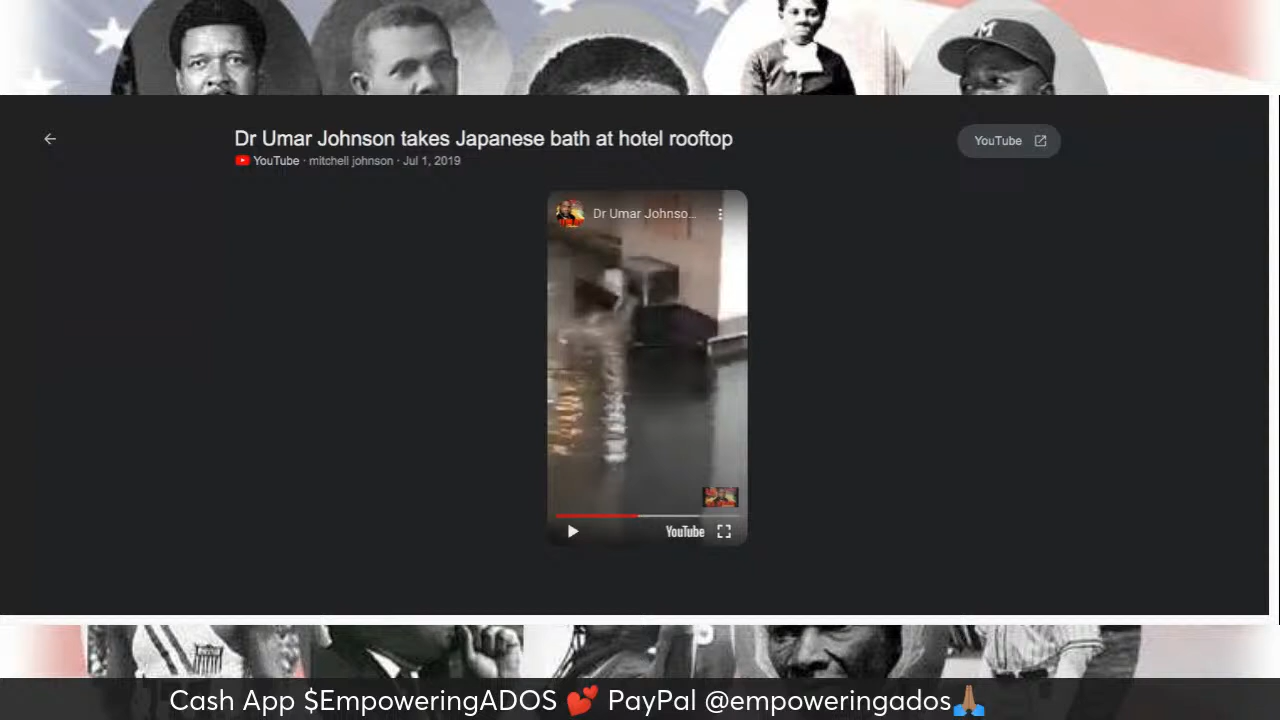 M
Dr Umar Johnson takes Japanese bath at hotel rooftop
YouTube · mitchell johnson · Jul 1, 2019
YouTube
Dr Umar Johnso...
YouTube
Cash App $EmpoweringADOS 💕 PayPal @empoweringados🙏🏽